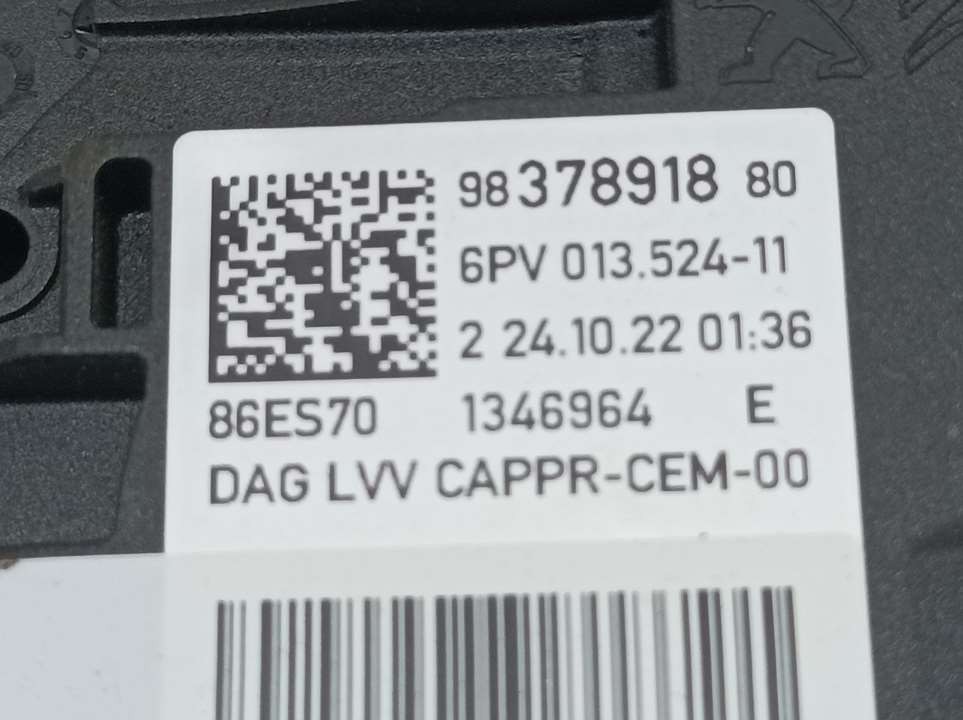 98 378918 80
6PV 013.524-11
2 24.10.22 01:36
86ES70 1346964 E
DAG LVV CAPPR-CEM-00